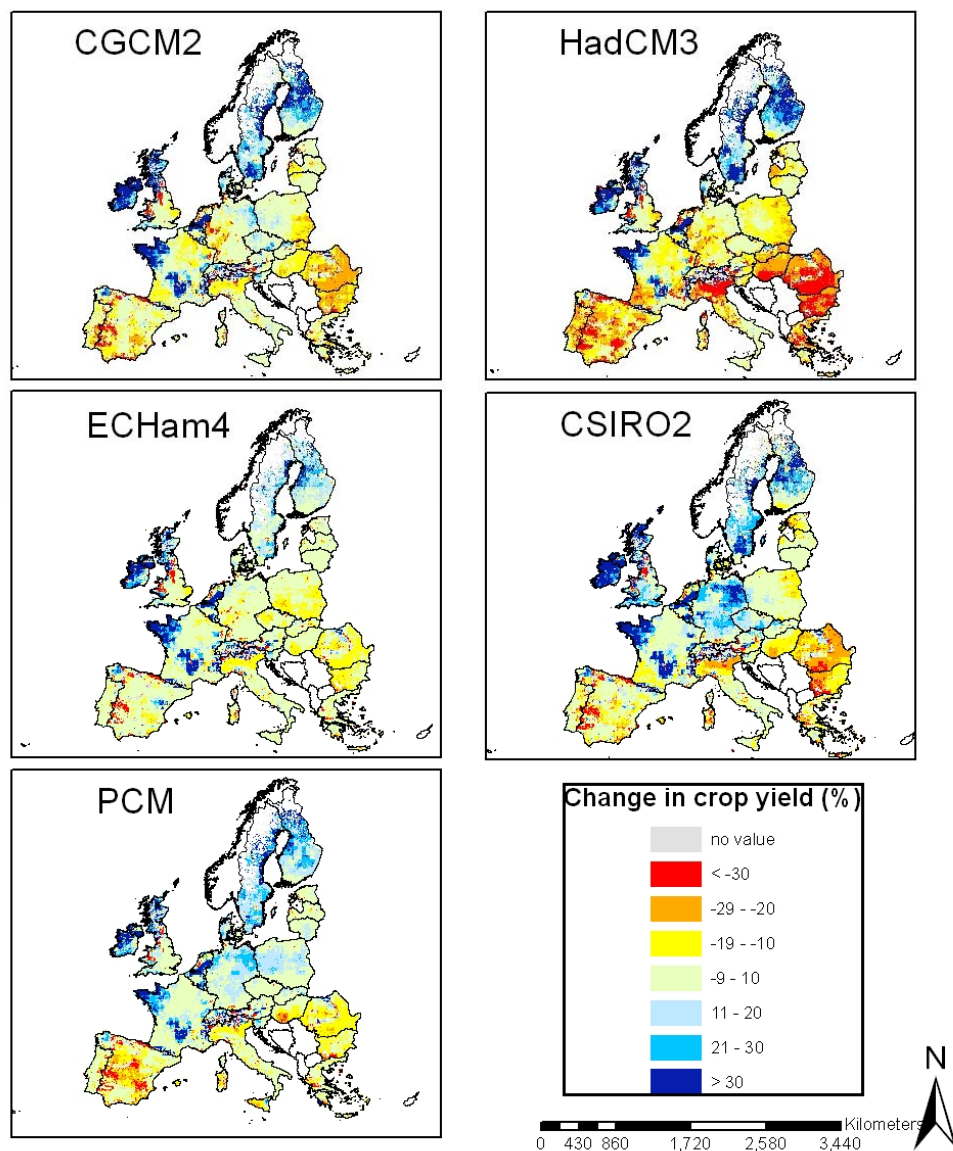 CGCM2
HadCM3
ECHam4
CSIRO2
PCM
Change in crop yield (%)
no value
< -30
-29 - -20
-19 - -10
-9 - 10
11 - 20
21 - 30
> 30
N
Kilometers
0 430 860 1,720 2,580 3,440